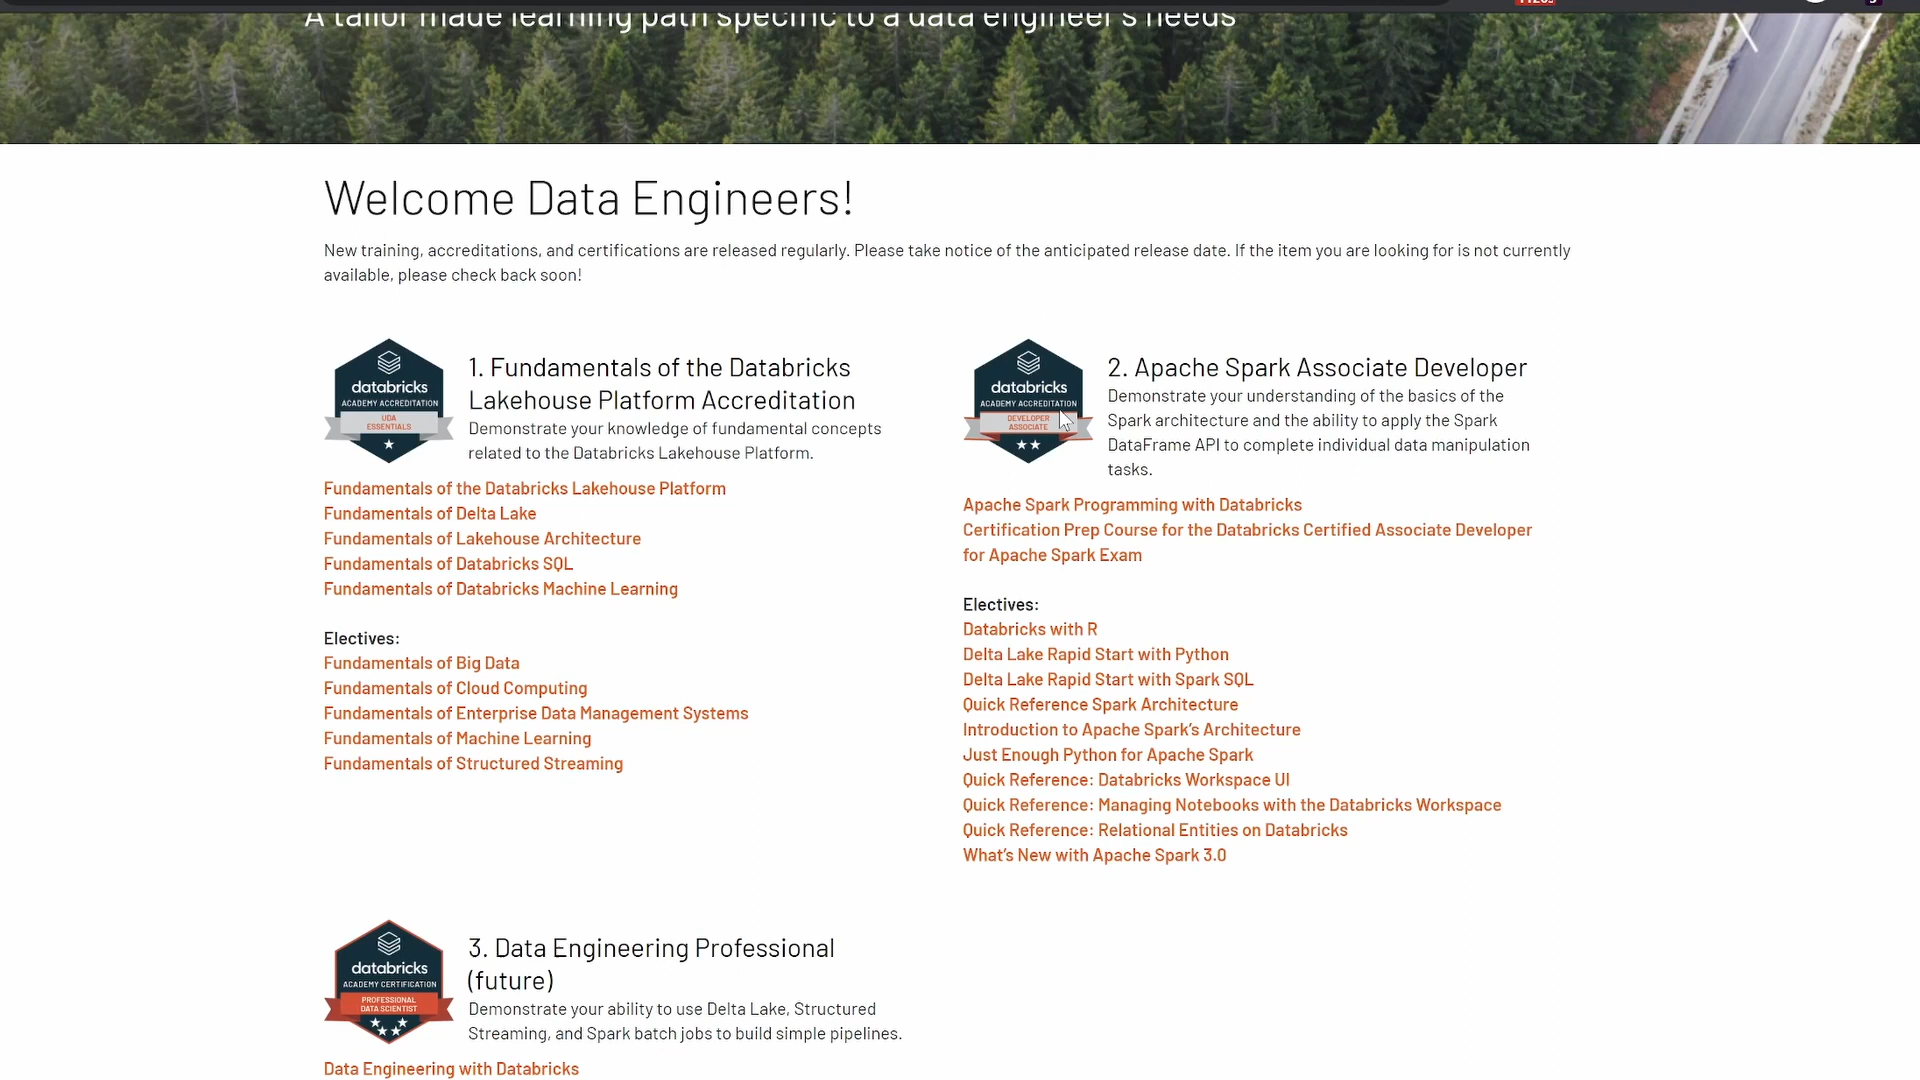 A tailor made learning path specific to a data engineer's needs
Welcome Data Engineers!
New training, accreditations, and certifications are released regularly. Please take notice of the anticipated release date. If the item you are looking for is not currently
available, please check back soon!
databricks
ACADEMY ACCREDITATION
UDA
ESSENTIALS
1. Fundamentals of the Databricks
Lakehouse Platform Accreditation
Demonstrate your knowledge of fundamental concepts
related to the Databricks Lakehouse Platform.
Fundamentals of the Databricks Lakehouse Platform
Fundamentals of Delta Lake
Fundamentals of Lakehouse Architecture
Fundamentals of Databricks SQL
Fundamentals of Databricks Machine Learning
Electives:
Fundamentals of Big Data
Fundamentals of Cloud Computing
Fundamentals of Enterprise Data Management Systems
Fundamentals of Machine Learning
Fundamentals of Structured Streaming
databricks
ACADEMY ACCREDITATION
DEVELOPER
ASSOCIATE
2. Apache Spark Associate Developer
Demonstrate your understanding of the basics of the
Spark architecture and the ability to apply the Spark
DataFrame API to complete individual data manipulation
tasks.
Apache Spark Programming with Databricks
Certification Prep Course for the Databricks Certified Associate Developer
for Apache Spark Exam
Electives:
Databricks with R
Delta Lake Rapid Start with Python
Delta Lake Rapid Start with Spark SQL
Quick Reference Spark Architecture
Introduction to Apache Spark's Architecture
Just Enough Python for Apache Spark
Quick Reference: Databricks Workspace UI
Quick Reference: Managing Notebooks with the Databricks Workspace
Quick Reference: Relational Entities on Databricks
What's New with Apache Spark 3.0
databricks
ACADEMY CERTIFICATION
PROFESSIONAL
DATA SCIENTIST
3. Data Engineering Professional
(future)
Demonstrate your ability to use Delta Lake, Structured
Streaming, and Spark batch jobs to build simple pipelines.
Data Engineering with Databricks